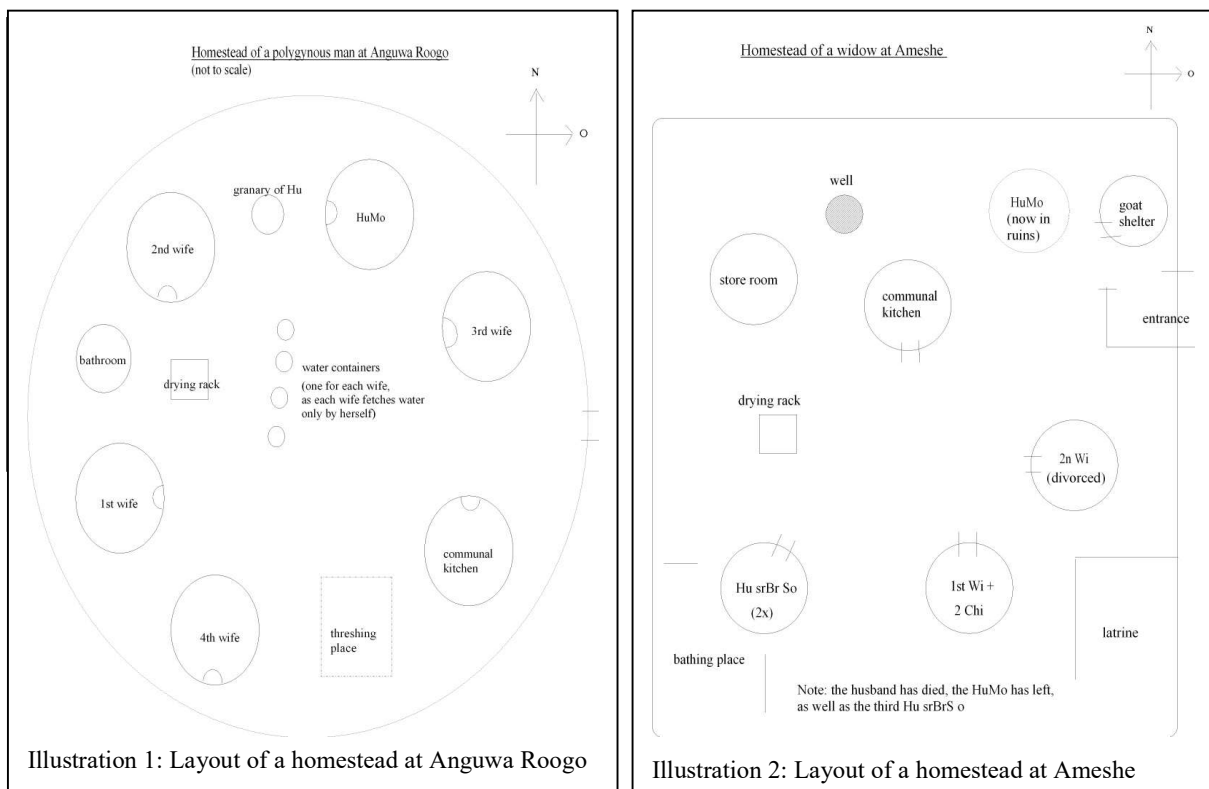 Homestead of a polygynous man at Anguwa Roogo
(not to scale)
N
O
granary of Hu
HuMo
2nd wife
3rd wife
bathroom
drying rack
water containers
(one for each wife,
as each wife fetches water
only by herself)
1st wife
communal
kitchen
4th wife
threshing
place
Illustration 1: Layout of a homestead at Anguwa Roogo
Homestead of a widow at Ameshe
N
O
well
HuMo
(now in
ruins)
goat
shelter
store room
communal
kitchen
entrance
drying rack
2n Wi
(divorced)
Hu srBr So
(2x)
1st Wi +
2 Chi
latrine
bathing place
Note: the husband has died, the HuMo has left,
as well as the third Hu srBrS o
Illustration 2: Layout of a homestead at Ameshe